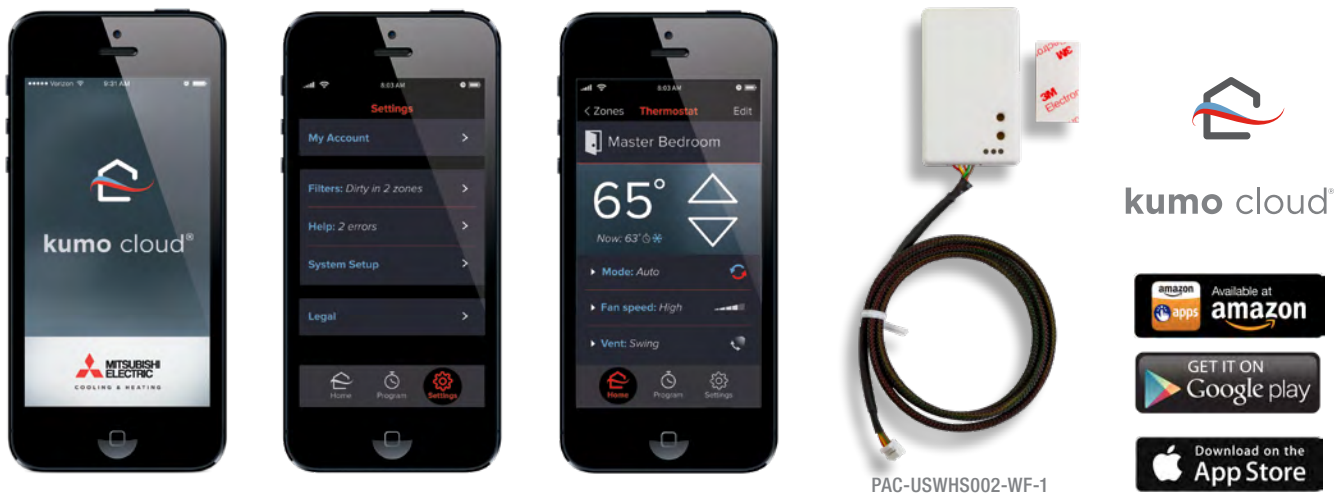 Verizon 9:31 AM
kumo cloud®
MITSUBISHI
ELECTRIC
COOLING & HEATING
8:03 AM
Settings
My Account
Filters: Dirty in 2 zones
Help: 2 errors
System Setup
Legal
Home Program Settings
8:03 AM
< Zones Thermostat Edit
Master Bedroom
65°
Now: 63°
Mode: Auto
Fan speed: High
Vent: Swing
Home Program Settings
3M
Electron
PAC-USWHS002-WF-1
kumo cloud®
amazon
apps
Available at
amazon
GET IT ON
Google play
Download on the
App Store